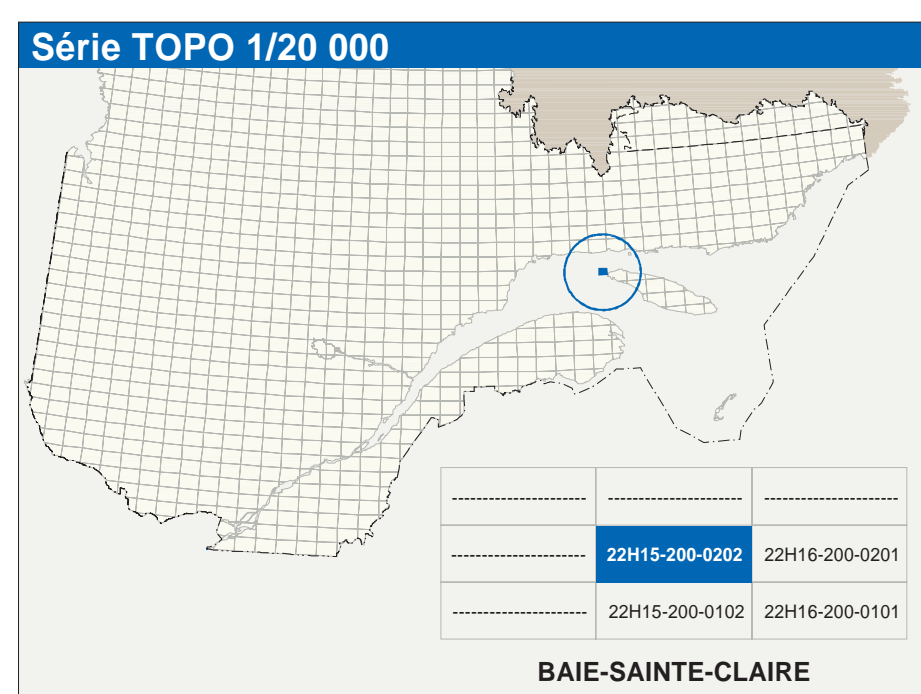 Série TOPO 1/20 000
---------------------- ---------------------- ----------------------
---------------------- 22H15-200-0202 22H16-200-0201
---------------------- 22H15-200-0102 22H16-200-0101
BAIE-SAINTE-CLAIRE